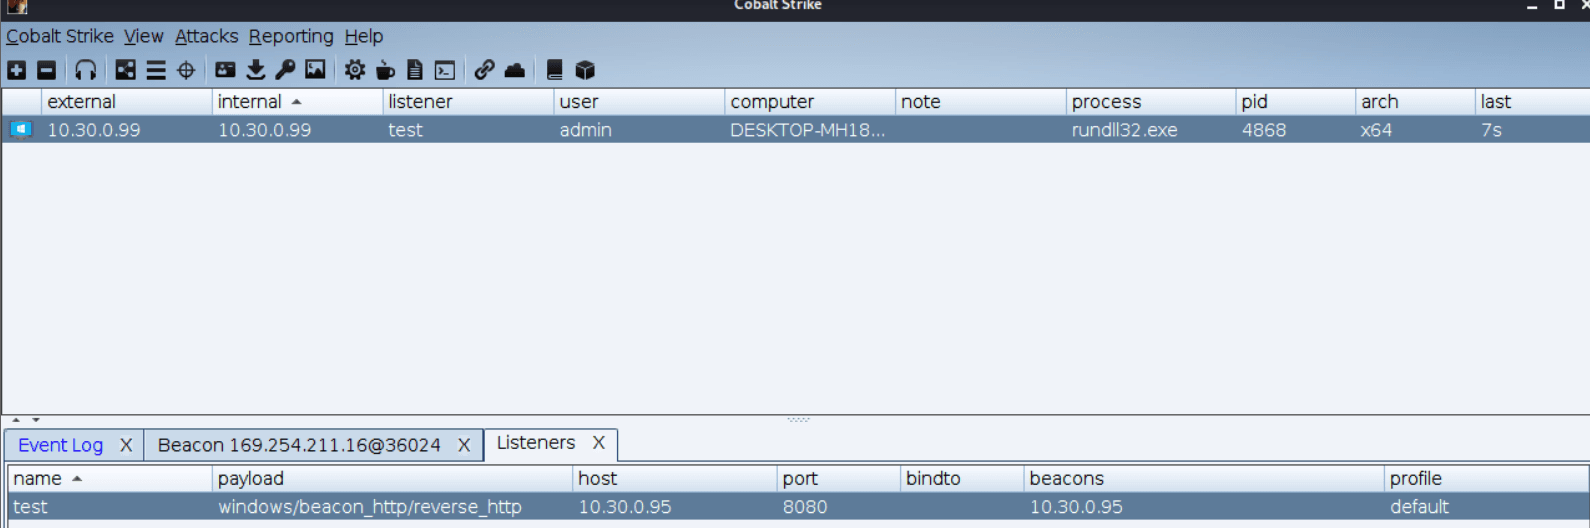 Cobalt Strike
Cobalt Strike View Attacks Reporting Help
external internal listener user computer note process pid arch last
10.30.0.99 10.30.0.99 test admin DESKTOP-MH18... rundll32.exe 4868 x64 7s
Event Log X Beacon 169.254.211.16@36024 X Listeners X
name payload host port bindto beacons profile
test windows/beacon_http/reverse_http 10.30.0.95 8080 10.30.0.95 default